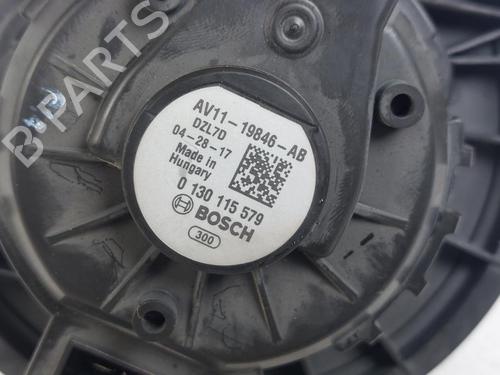 B-PARTS
AV11-19846-AB
DZL7D
04-28-17
Made in
Hungary
0 130 115 579
BOSCH
300